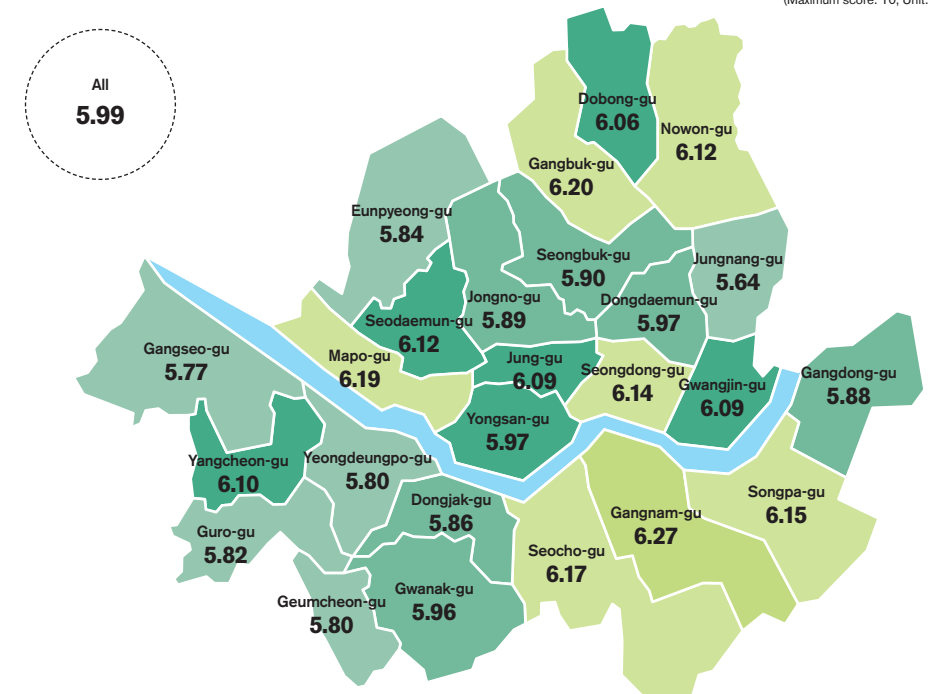 (Maximum score: 10, Unit:
All
5.99
Dobong-gu
6.06
Nowon-gu
6.12
Gangbuk-gu
6.20
Eunpyeong-gu
5.84
Seongbuk-gu
5.90
Jungnang-gu
5.64
Jongno-gu
5.89
Dongdaemun-gu
5.97
Seodaemun-gu
6.12
Gangseo-gu
5.77
Mapo-gu
6.19
Jung-gu
6.09
Seongdong-gu
6.14
Gwangjin-gu
6.09
Gangdong-gu
5.88
Yongsan-gu
5.97
Yangcheon-gu
6.10
Yeongdeungpo-gu
5.80
Dongjak-gu
5.86
Gangnam-gu
6.27
Songpa-gu
6.15
Guro-gu
5.82
Seocho-gu
6.17
Geumcheon-gu
5.80
Gwanak-gu
5.96